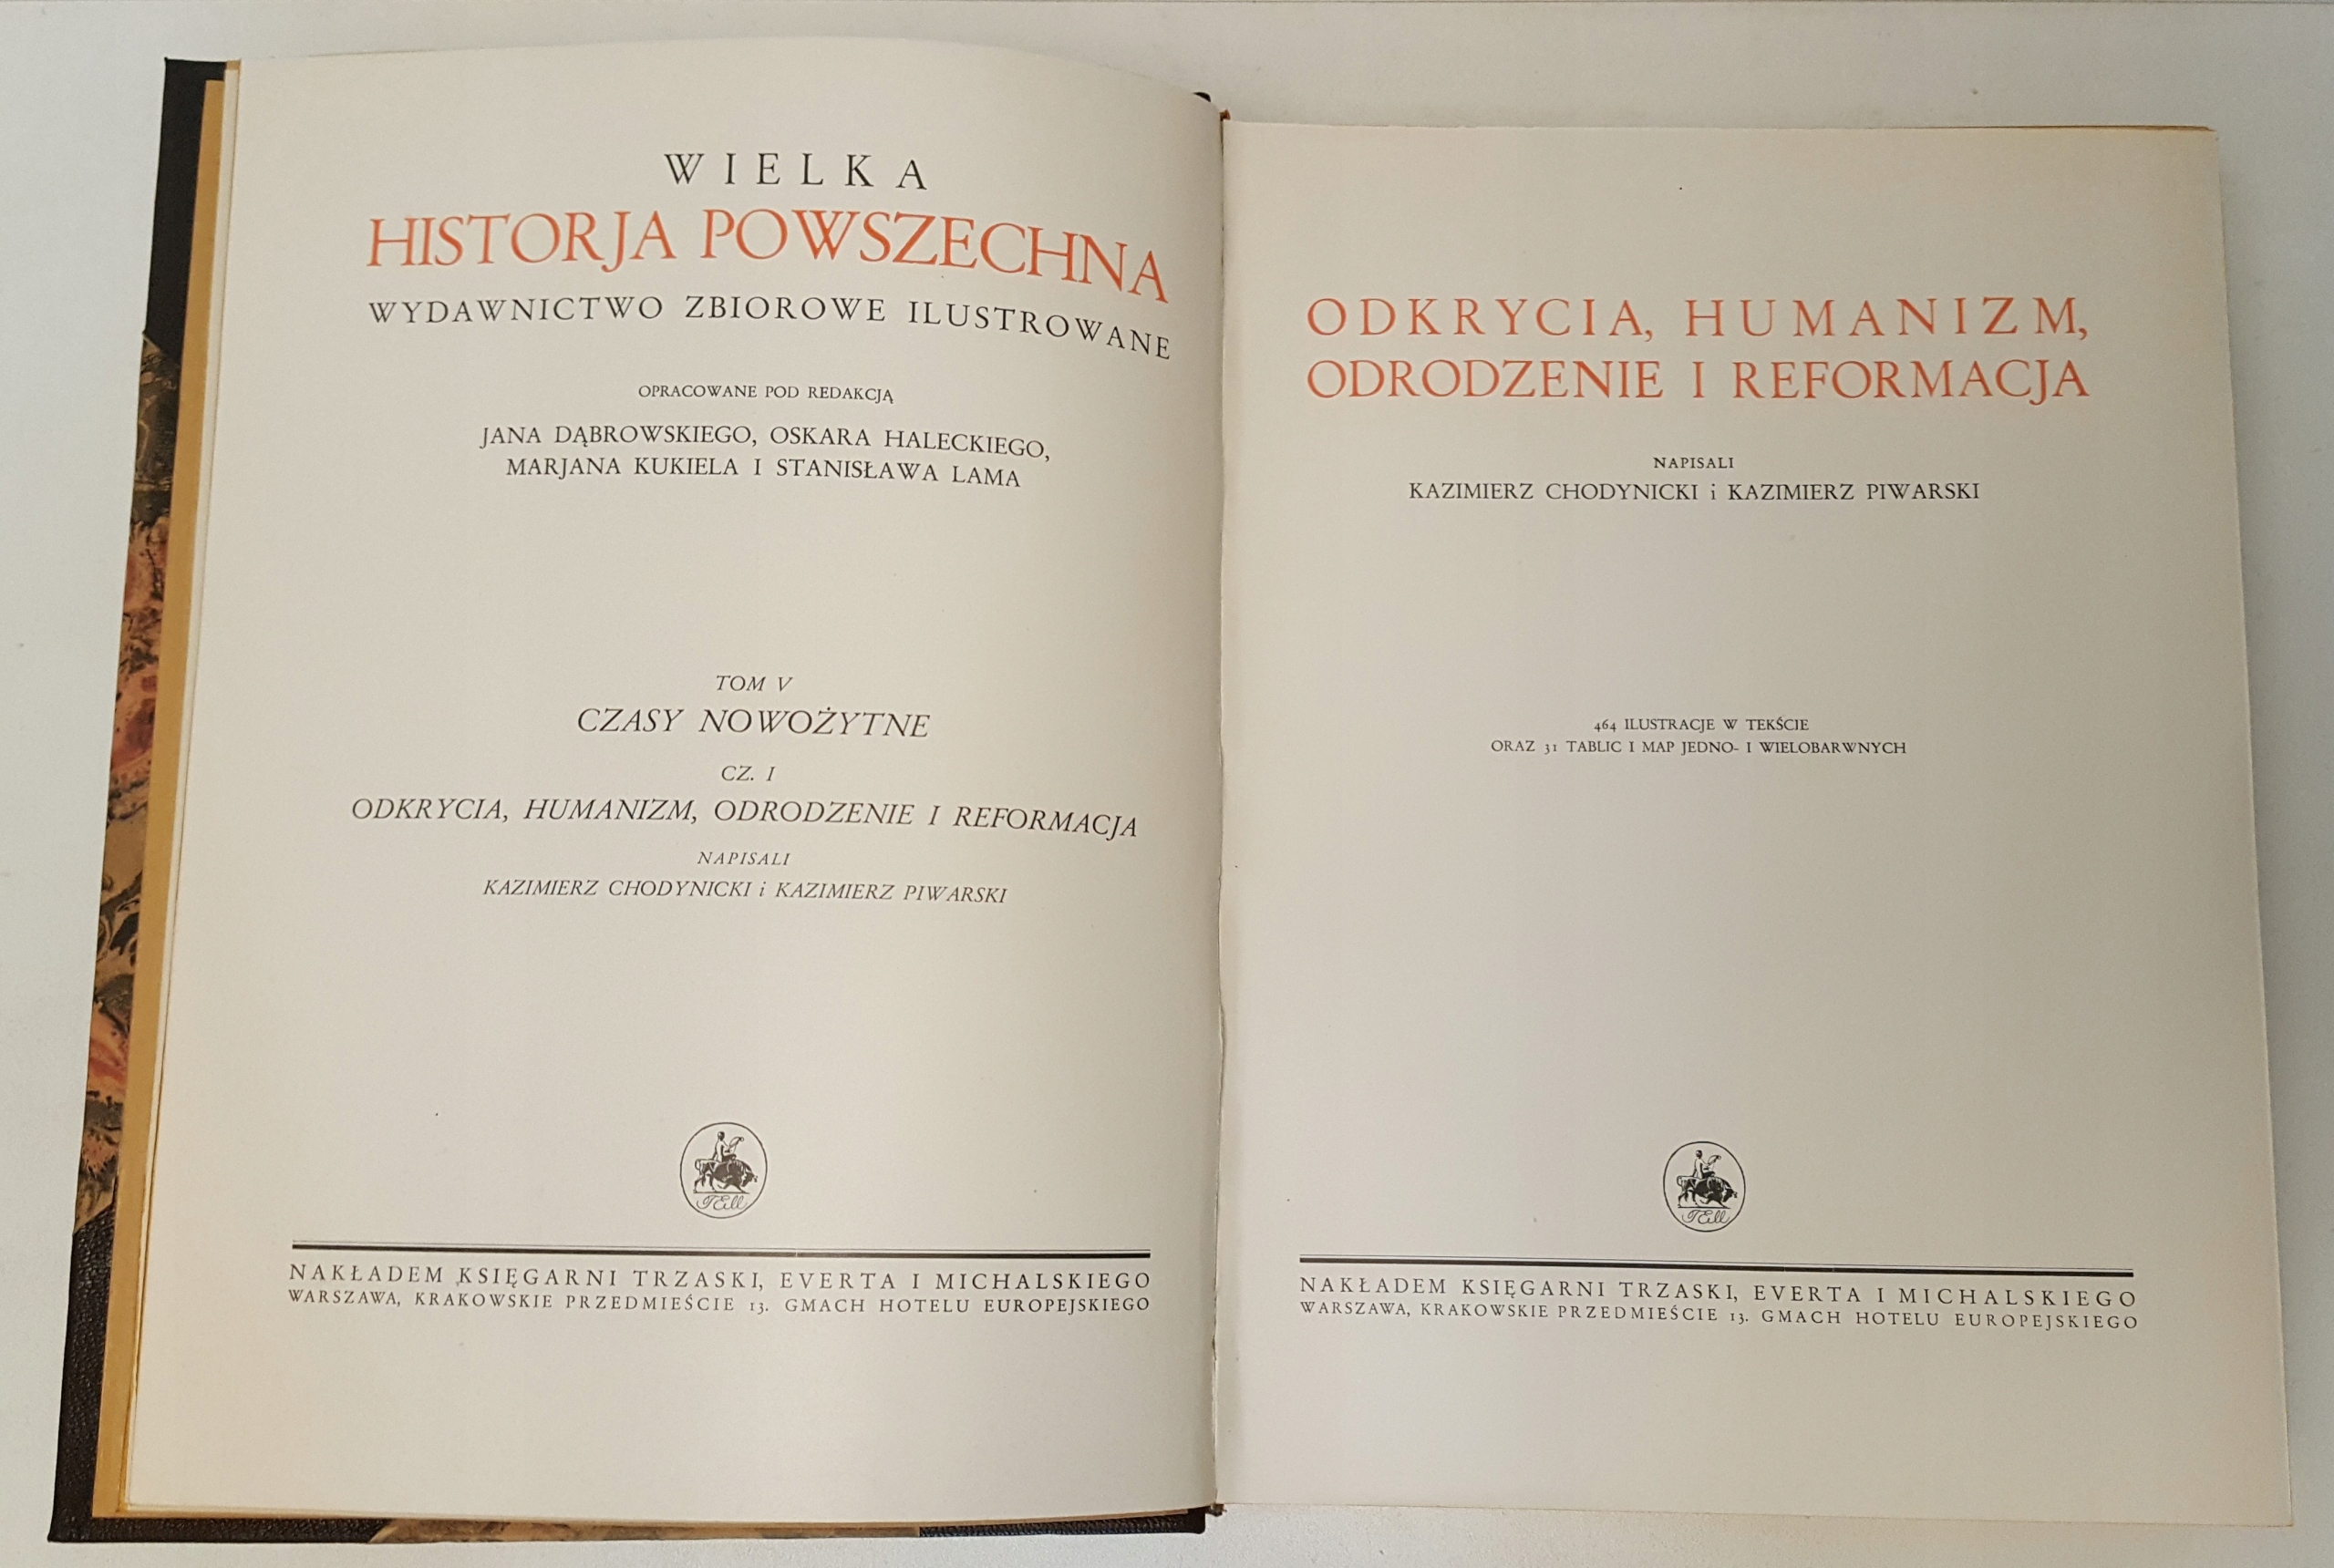 WIELKA
HISTORJA POWSZECHNA
WYDAWNICTWO ZBIOROWE ILUSTROWANE
OPRACOWANE POD REDAKCJĄ
JANA DĄBROWSKIEGO, OSKARA HALECKIEGO,
MARJANA KUKIELA I STANISŁAWA LAMA
TOM V
CZASY NOWOŻYTNE
CZ. I
ODKRYCIA, HUMANIZM, ODRODZENIE I REFORMACJA
NAPISALI
KAZIMIERZ CHODYNICKI i KAZIMIERZ PIWARSKI
NAKŁADEM KSIĘGARNI TRZASKI, EVERTA I MICHALSKIEGO
WARSZAWA, KRAKOWSKIE PRZEDMIEŚCIE 13. GMACH HOTELU EUROPEJSKIEGO
ODKRYCIA, HUMANIZM,
ODRODZENIE I REFORMACJA
NAPISALI
KAZIMIERZ CHODYNICKI i KAZIMIERZ PIWARSKI
464 ILUSTRACJE W TEKŚCIE
ORAZ 31 TABLIC I MAP JEDNO- I WIELOBARWNYCH
NAKŁADEM KSIĘGARNI TRZASKI, EVERTA I MICHALSKIEGO
WARSZAWA, KRAKOWSKIE PRZEDMIEŚCIE 13. GMACH HOTELU EUROPEJSKIEGO